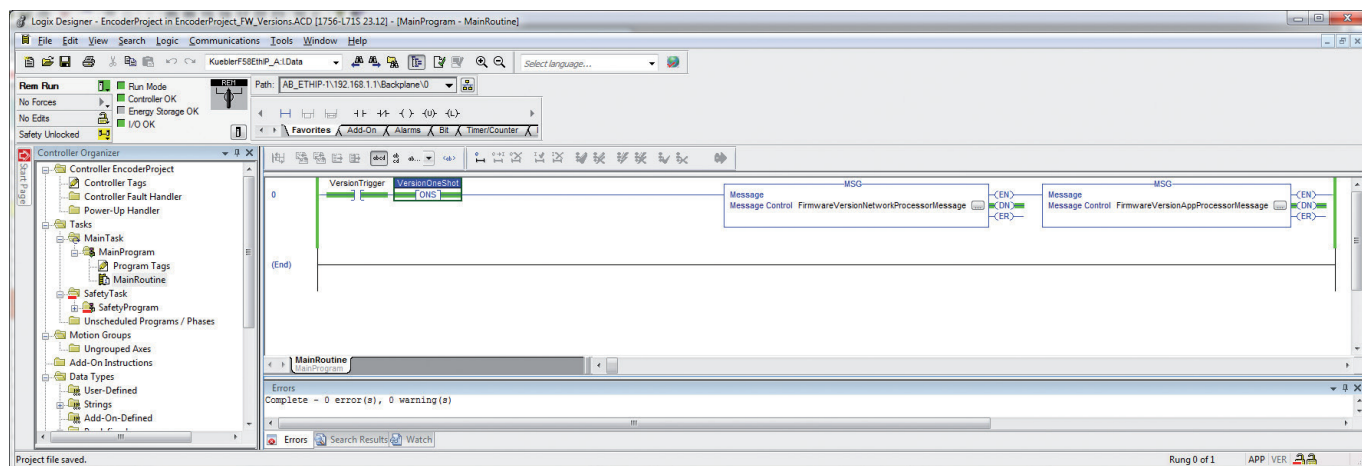 Logix Designer - EncoderProject in EncoderProject_FW_Versions.ACD [1756-L71S 23.12] - [MainProgram - MainRoutine]
File Edit View Search Logic Communications Tools Window Help
KueblerF58EthIP_A:I.Data
Select language...
Rem Run
No Forces
No Edits
Safety Unlocked
Run Mode
Controller OK
Energy Storage OK
I/O OK
REM
Path: AB_ETHIP-1\192.168.1.1\Backplane\0
Favorites Add-On Alarms Bit Timer/Counter
Start Page
Controller Organizer
Controller EncoderProject
Controller Tags
Controller Fault Handler
Power-Up Handler
Tasks
MainTask
MainProgram
Program Tags
MainRoutine
SafetyTask
SafetyProgram
Unscheduled Programs / Phases
Motion Groups
Ungrouped Axes
Add-On Instructions
Data Types
User-Defined
Strings
Add-On-Defined
0
VersionTrigger
VersionOneShot
ONS
MSG
Message
Message Control FirmwareVersionNetworkProcessorMessage ...
EN
DN
ER
MSG
Message
Message Control FirmwareVersionAppProcessorMessage ...
EN
DN
ER
(End)
MainRoutine
MainProgram
Errors
Complete - 0 error(s), 0 warning(s)
Errors Search Results Watch
Project file saved.
Rung 0 of 1 APP VER